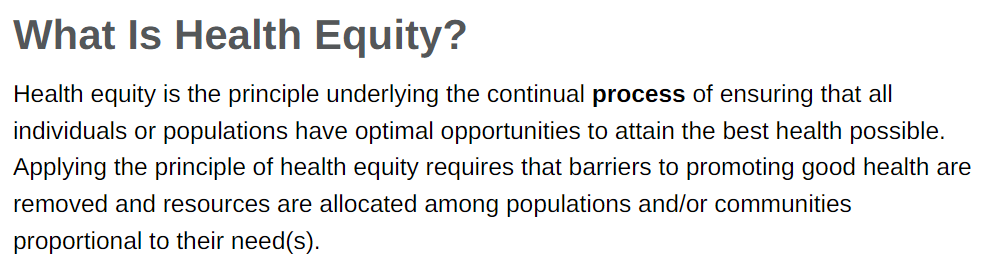 What Is Health Equity?
Health equity is the principle underlying the continual process of ensuring that all
individuals or populations have optimal opportunities to attain the best health possible.
Applying the principle of health equity requires that barriers to promoting good health are
removed and resources are allocated among populations and/or communities
proportional to their need(s).